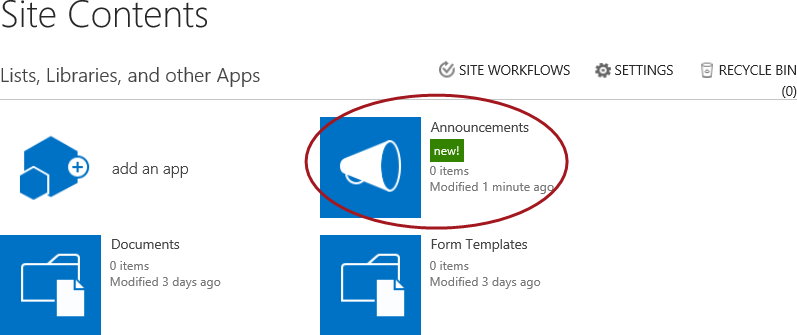 Site Contents
Lists, Libraries, and other Apps
SITE WORKFLOWS
SETTINGS
RECYCLE BIN
(0)
add an app
Announcements
new!
0 items
Modified 1 minute ago
Documents
0 items
Modified 3 days ago
Form Templates
0 items
Modified 3 days ago